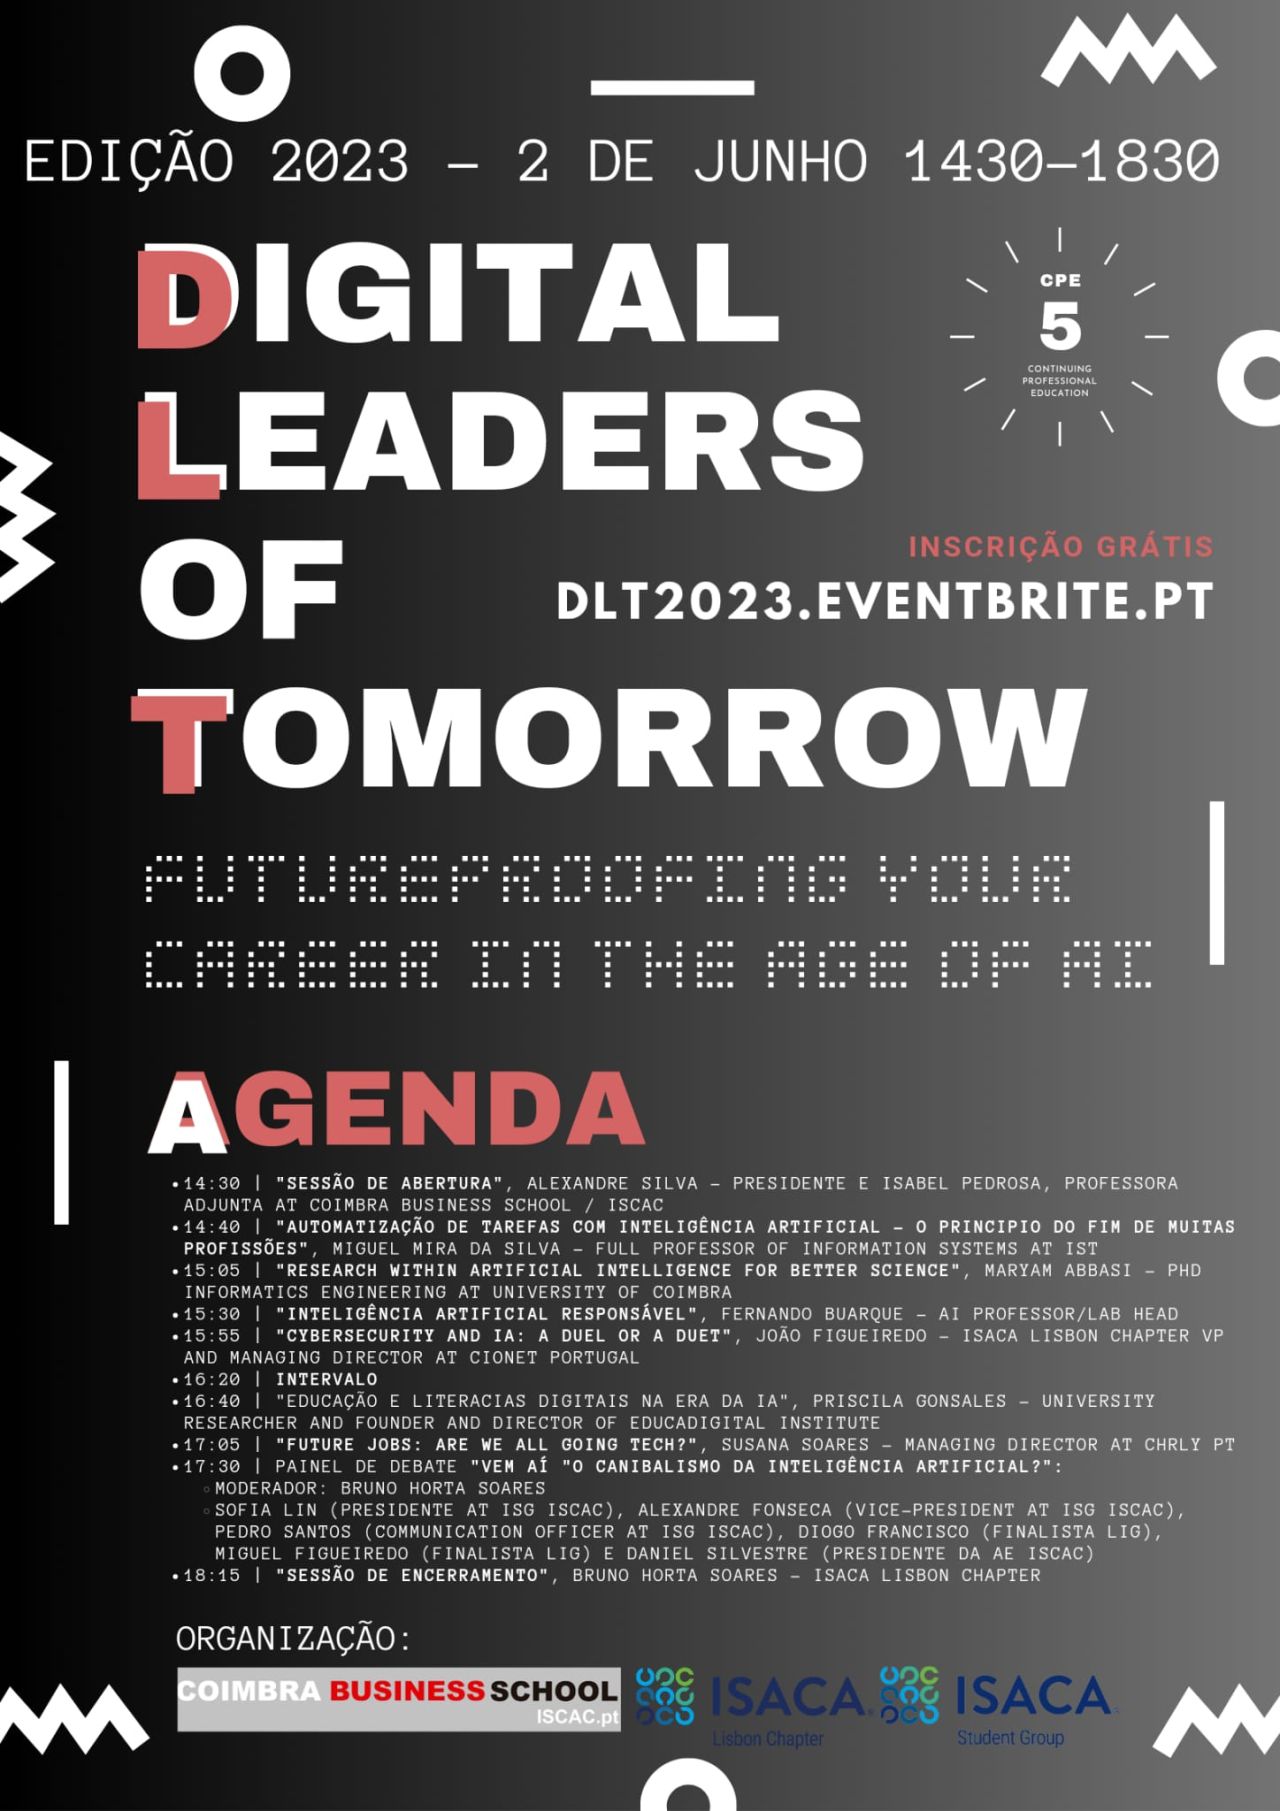 EDIÇÃO 2023 – 2 DE JUNHO 1430–1830
DIGITAL
LEADERS
OF
TOMORROW
CPE
5
CONTINUING
PROFESSIONAL
EDUCATION
INSCRIÇÃO GRÁTIS
DLT2023.EVENTBRITE.PT
FUTUREPROOFING YOUR
CAREER IN THE AGE OF AI
AGENDA
•14:30 | "SESSÃO DE ABERTURA", ALEXANDRE SILVA – PRESIDENTE E ISABEL PEDROSA, PROFESSORA
ADJUNTA AT COIMBRA BUSINESS SCHOOL / ISCAC
•14:40 | "AUTOMATIZAÇÃO DE TAREFAS COM INTELIGÊNCIA ARTIFICIAL – O PRINCIPIO DO FIM DE MUITAS
PROFISSÕES", MIGUEL MIRA DA SILVA – FULL PROFESSOR OF INFORMATION SYSTEMS AT IST
•15:05 | "RESEARCH WITHIN ARTIFICIAL INTELLIGENCE FOR BETTER SCIENCE", MARYAM ABBASI – PHD
INFORMATICS ENGINEERING AT UNIVERSITY OF COIMBRA
•15:30 | "INTELIGÊNCIA ARTIFICIAL RESPONSÁVEL", FERNANDO BUARQUE – AI PROFESSOR/LAB HEAD
•15:55 | "CYBERSECURITY AND IA: A DUEL OR A DUET", JOÃO FIGUEIREDO – ISACA LISBON CHAPTER VP
AND MANAGING DIRECTOR AT CIONET PORTUGAL
•16:20 | INTERVALO
•16:40 | "EDUCAÇÃO E LITERACIAS DIGITAIS NA ERA DA IA", PRISCILA GONSALES – UNIVERSITY
RESEARCHER AND FOUNDER AND DIRECTOR OF EDUCADIGITAL INSTITUTE
•17:05 | "FUTURE JOBS: ARE WE ALL GOING TECH?", SUSANA SOARES – MANAGING DIRECTOR AT CHRLY PT
•17:30 | PAINEL DE DEBATE "VEM AÍ "O CANIBALISMO DA INTELIGÊNCIA ARTIFICIAL?":
◦MODERADOR: BRUNO HORTA SOARES
◦SOFIA LIN (PRESIDENTE AT ISG ISCAC), ALEXANDRE FONSECA (VICE–PRESIDENT AT ISG ISCAC),
PEDRO SANTOS (COMMUNICATION OFFICER AT ISG ISCAC), DIOGO FRANCISCO (FINALISTA LIG),
MIGUEL FIGUEIREDO (FINALISTA LIG) E DANIEL SILVESTRE (PRESIDENTE DA AE ISCAC)
•18:15 | "SESSÃO DE ENCERRAMENTO", BRUNO HORTA SOARES – ISACA LISBON CHAPTER
ORGANIZAÇÃO:
COIMBRA BUSINESS SCHOOL
ISCAC.pt
ISACA®
Lisbon Chapter
ISACA
Student Group